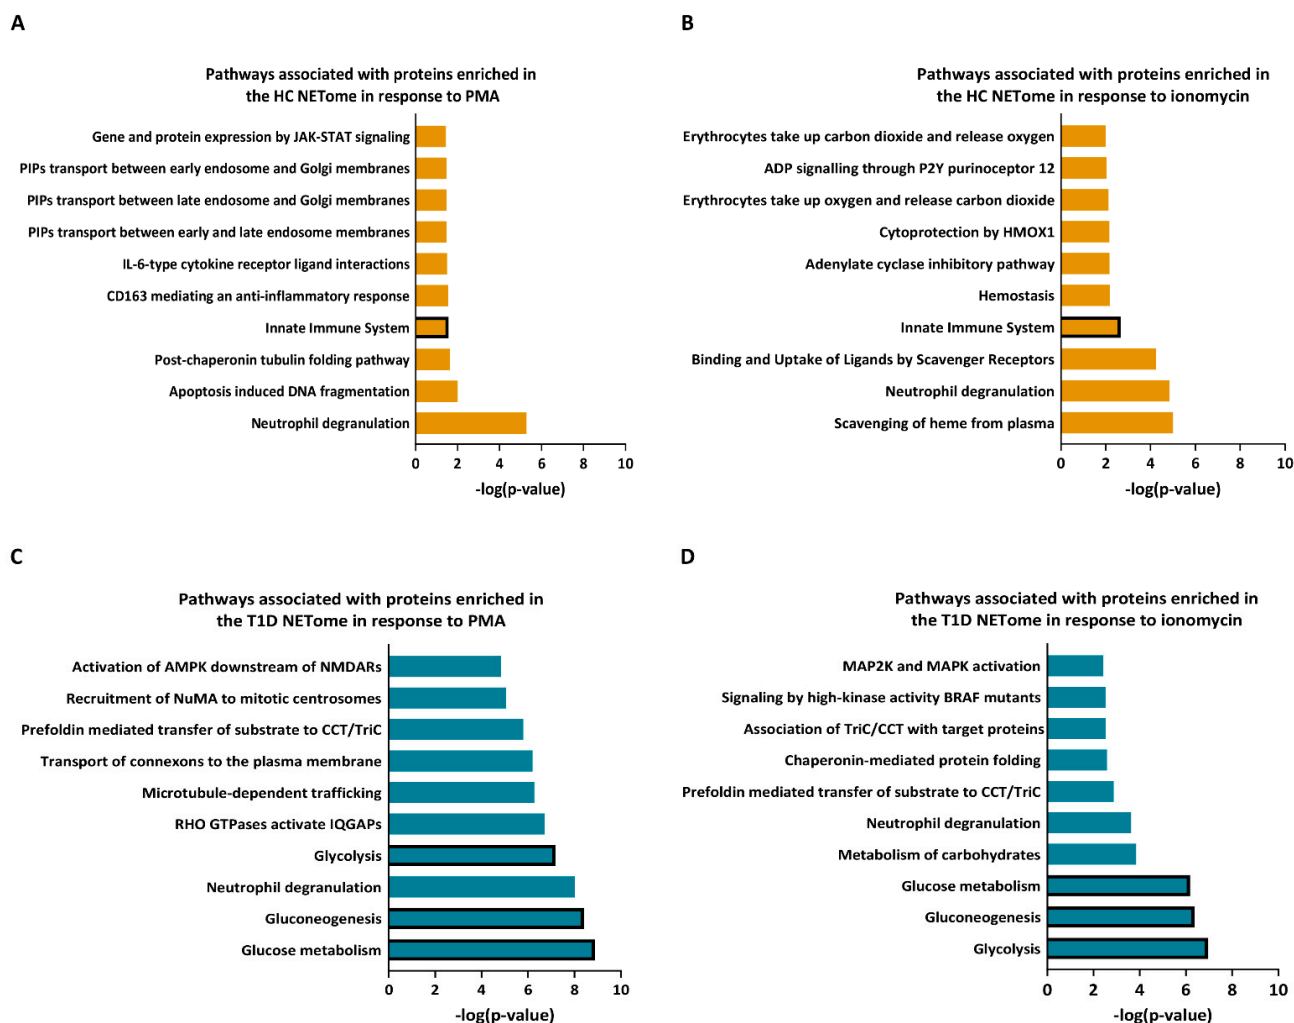 A
Pathways associated with proteins enriched in
the HC NETome in response to PMA
Gene and protein expression by JAK-STAT signaling
PIPs transport between early endosome and Golgi membranes
PIPs transport between late endosome and Golgi membranes
PIPs transport between early and late endosome membranes
IL-6-type cytokine receptor ligand interactions
CD163 mediating an anti-inflammatory response
Innate Immune System
Post-chaperonin tubulin folding pathway
Apoptosis induced DNA fragmentation
Neutrophil degranulation
0 2 4 6 8 10
-log(p-value)
B
Pathways associated with proteins enriched in
the HC NETome in response to ionomycin
Erythrocytes take up carbon dioxide and release oxygen
ADP signalling through P2Y purinoceptor 12
Erythrocytes take up oxygen and release carbon dioxide
Cytoprotection by HMOX1
Adenylate cyclase inhibitory pathway
Hemostasis
Innate Immune System
Binding and Uptake of Ligands by Scavenger Receptors
Neutrophil degranulation
Scavenging of heme from plasma
0 2 4 6 8 10
-log(p-value)
C
Pathways associated with proteins enriched in
the T1D NETome in response to PMA
Activation of AMPK downstream of NMDARs
Recruitment of NuMA to mitotic centrosomes
Prefoldin mediated transfer of substrate to CCT/TriC
Transport of connexons to the plasma membrane
Microtubule-dependent trafficking
RHO GTPases activate IQGAPs
Glycolysis
Neutrophil degranulation
Gluconeogenesis
Glucose metabolism
0 2 4 6 8 10
-log(p-value)
D
Pathways associated with proteins enriched in
the T1D NETome in response to ionomycin
MAP2K and MAPK activation
Signaling by high-kinase activity BRAF mutants
Association of TriC/CCT with target proteins
Chaperonin-mediated protein folding
Prefoldin mediated transfer of substrate to CCT/TriC
Neutrophil degranulation
Metabolism of carbohydrates
Glucose metabolism
Gluconeogenesis
Glycolysis
0 2 4 6 8 10
-log(p-value)